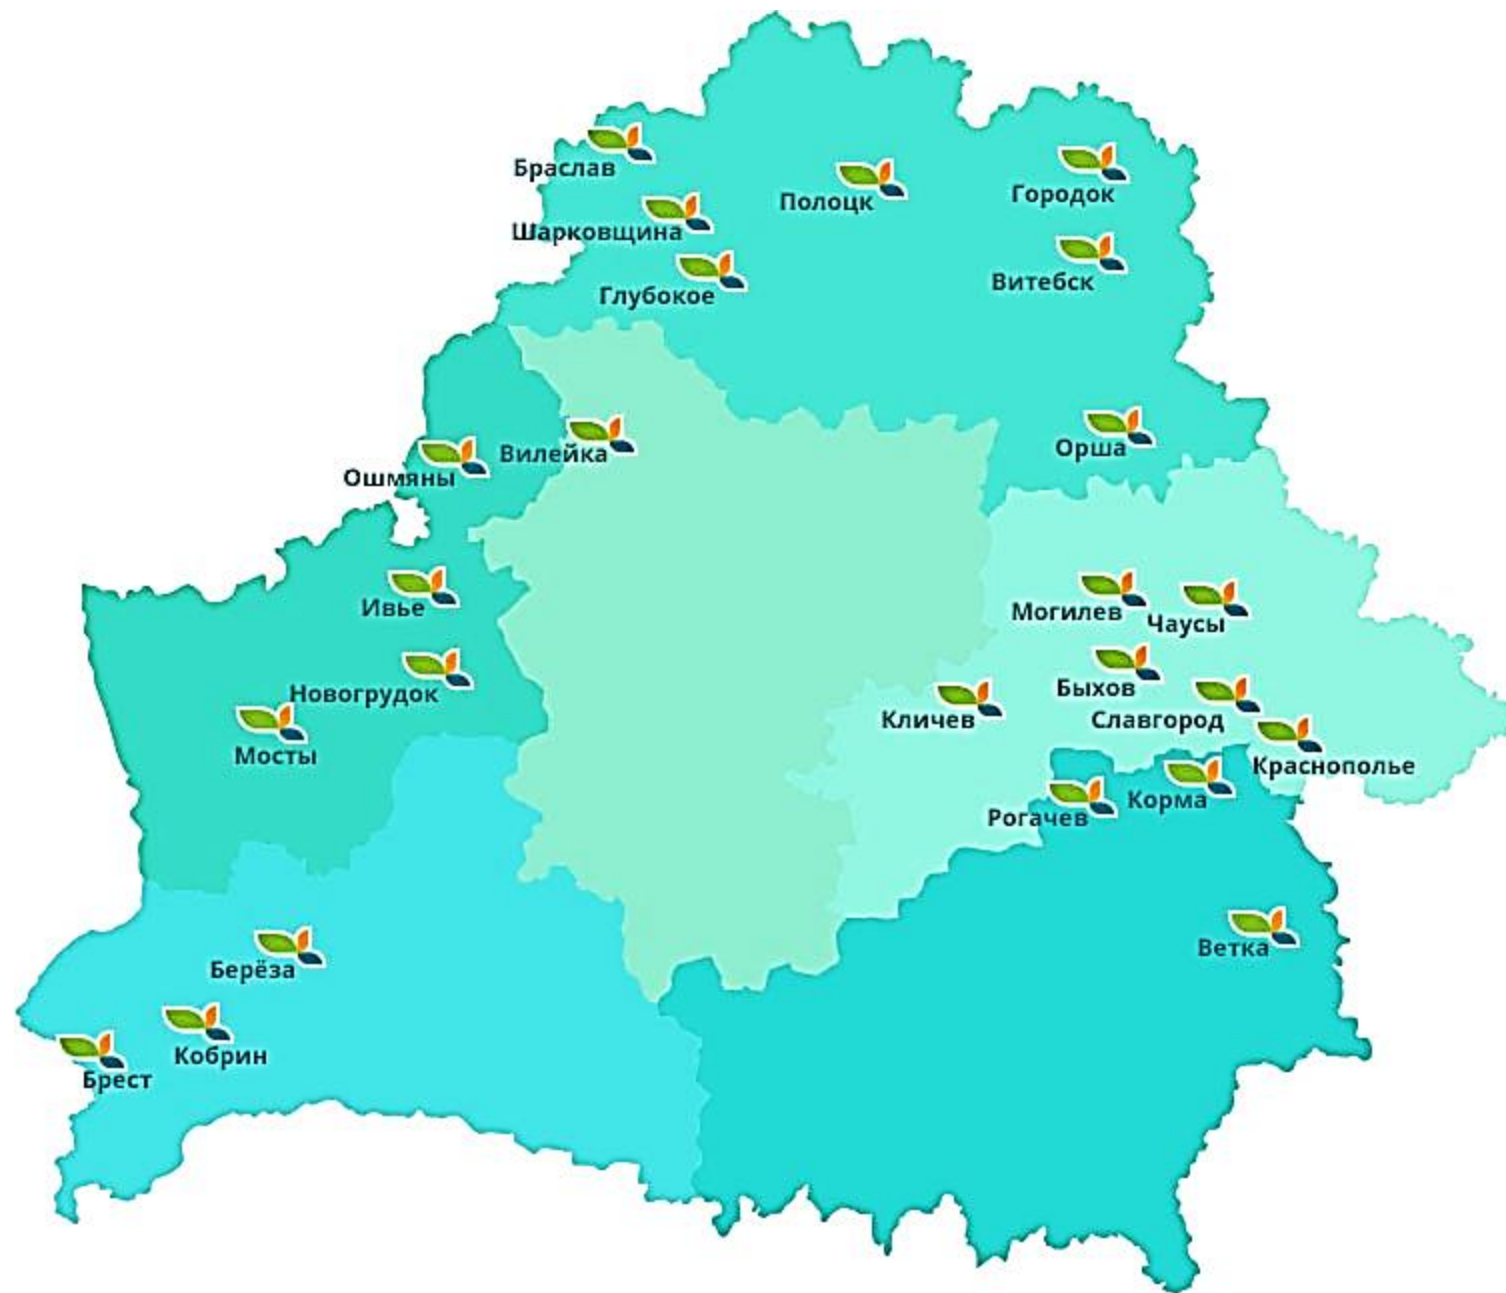 Браслав
Полоцк
Городок
Шарковщина
Витебск
Глубокое
Орша
Вилейка
Ошмяны
Ивье
Могилев
Чаусы
Новогрудок
Быхов
Кличев
Славгород
Мосты
Краснополье
Корма
Рогачев
Ветка
Берёза
Кобрин
Брест